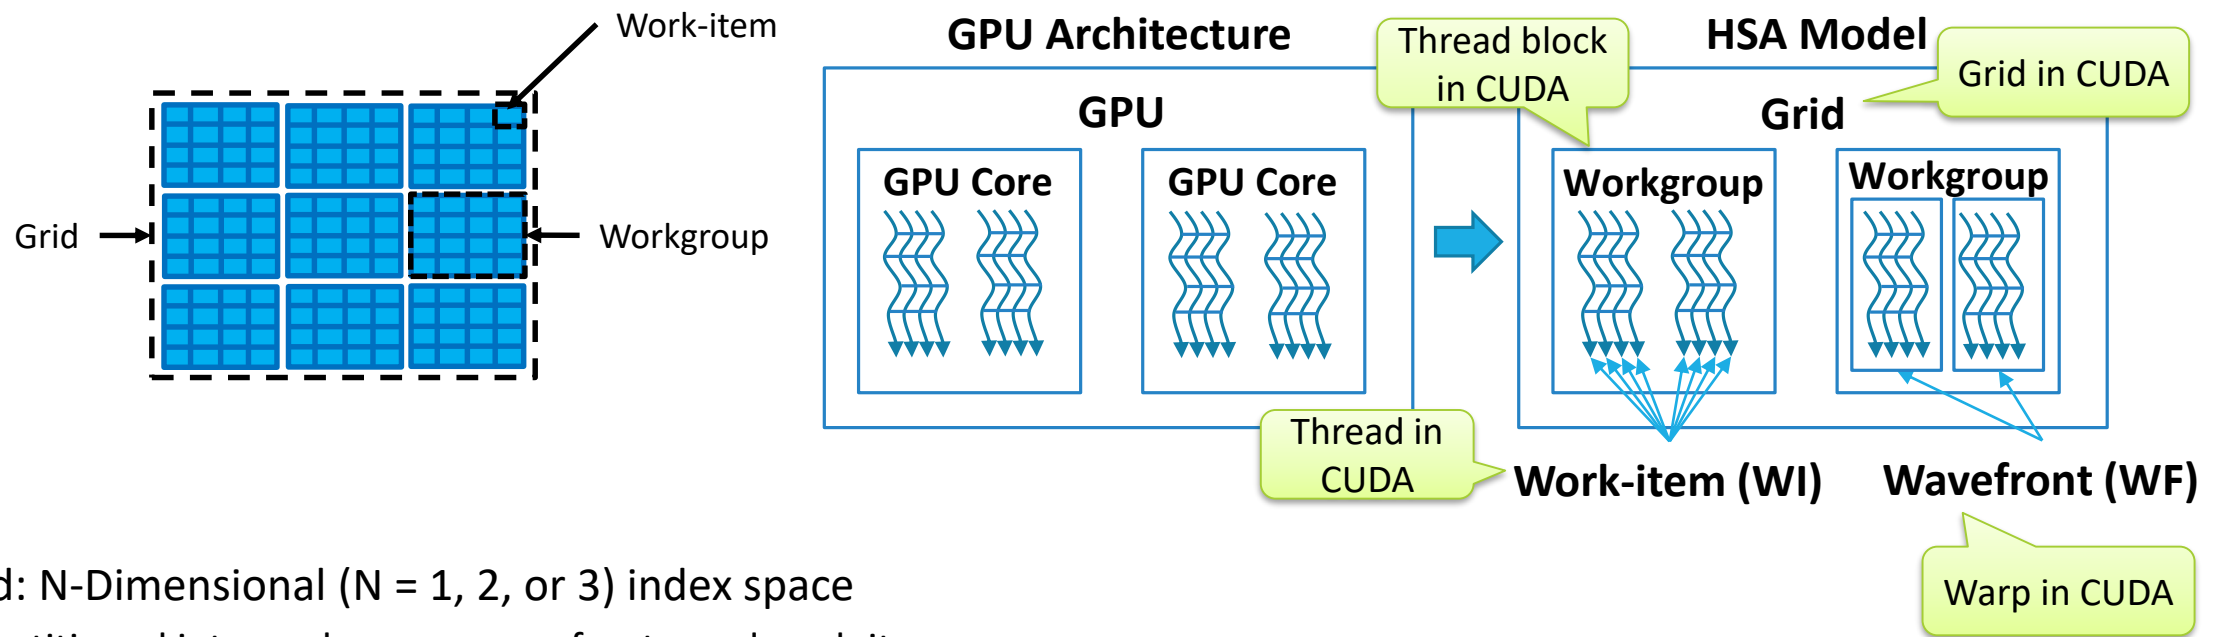 Work-item
Grid
Workgroup
GPU Architecture
GPU
GPU Core
GPU Core
Thread block
in CUDA
HSA Model
Grid in CUDA
Grid
Workgroup
Workgroup
Thread in
CUDA
Work-item (WI)
Wavefront (WF)
Warp in CUDA
: N-Dimensional (N = 1, 2, or 3) index space